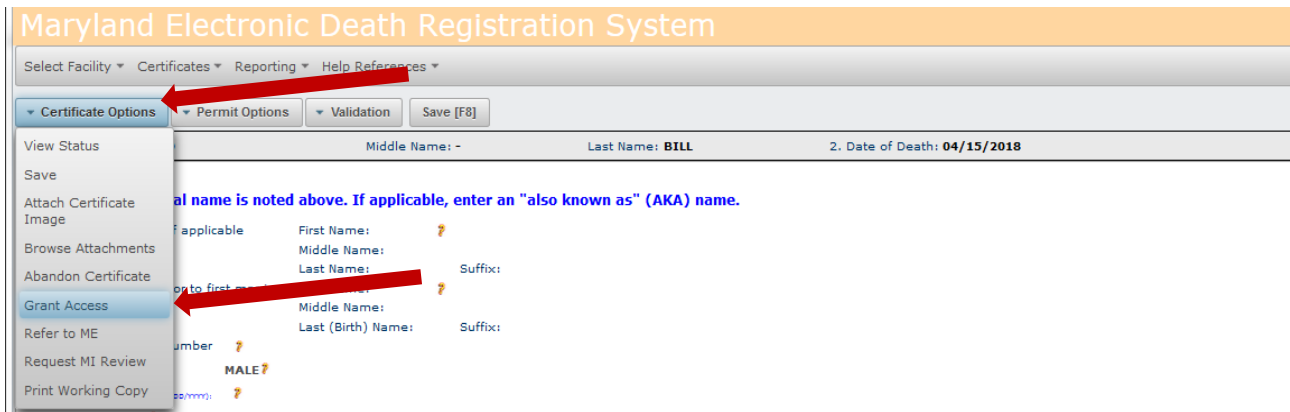 Maryland Electronic Death Registration System
Select Facility Certificates Reporting Help References
Certificate Options Permit Options Validation Save [F8]
View Status Middle Name: - Last Name: BILL 2. Date of Death: 04/15/2018
Save
Attach Certificate Image al name is noted above. If applicable, enter an "also known as" (AKA) name.
applicable First Name:
Browse Attachments Middle Name:
Abandon Certificate Last Name: Suffix:
or to first
Grant Access Middle Name:
Refer to ME Last (Birth) Name: Suffix:
umber
Request MI Review
MALE
Print Working Copy